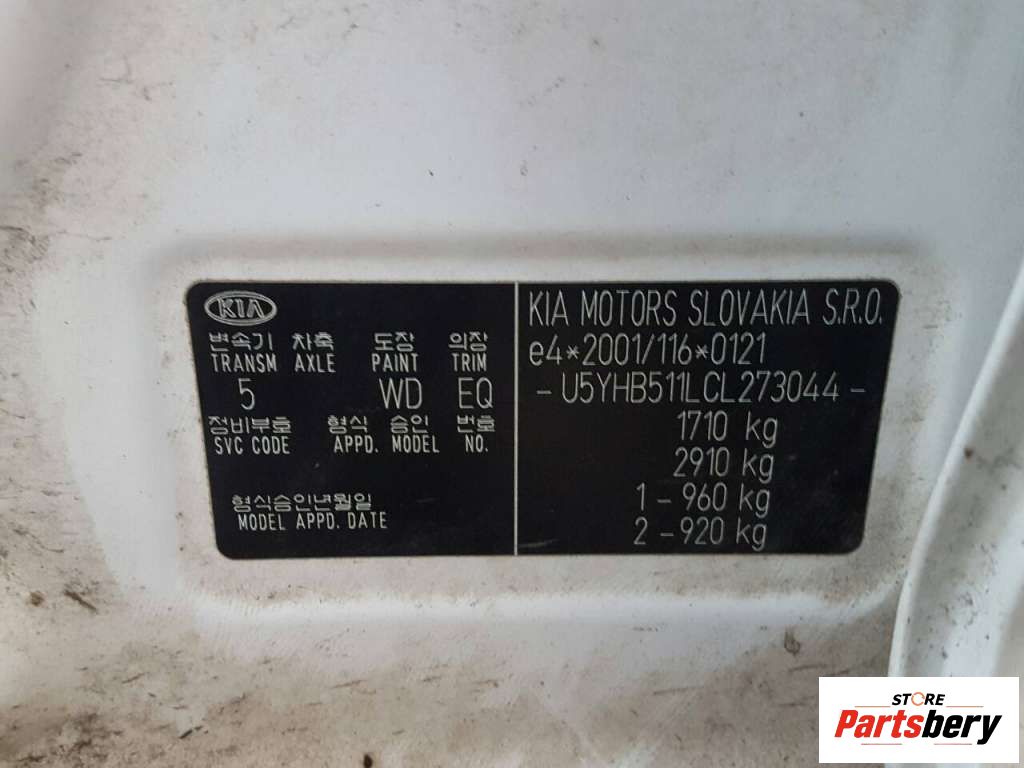 KIA
변속기 차축 도장 의장
TRANSM AXLE PAINT TRIM
5 WD EQ
정비부호 형식 승인 번호
SVC CODE APPD. MODEL NO.
형식승인년월일
MODEL APPD. DATE
KIA MOTORS SLOVAKIA S.R.O.
e4*2001/116*0121
- U5YHB511LCL273044 -
1710 kg
2910 kg
1 - 960 kg
2 - 920 kg
STORE
Partsbery